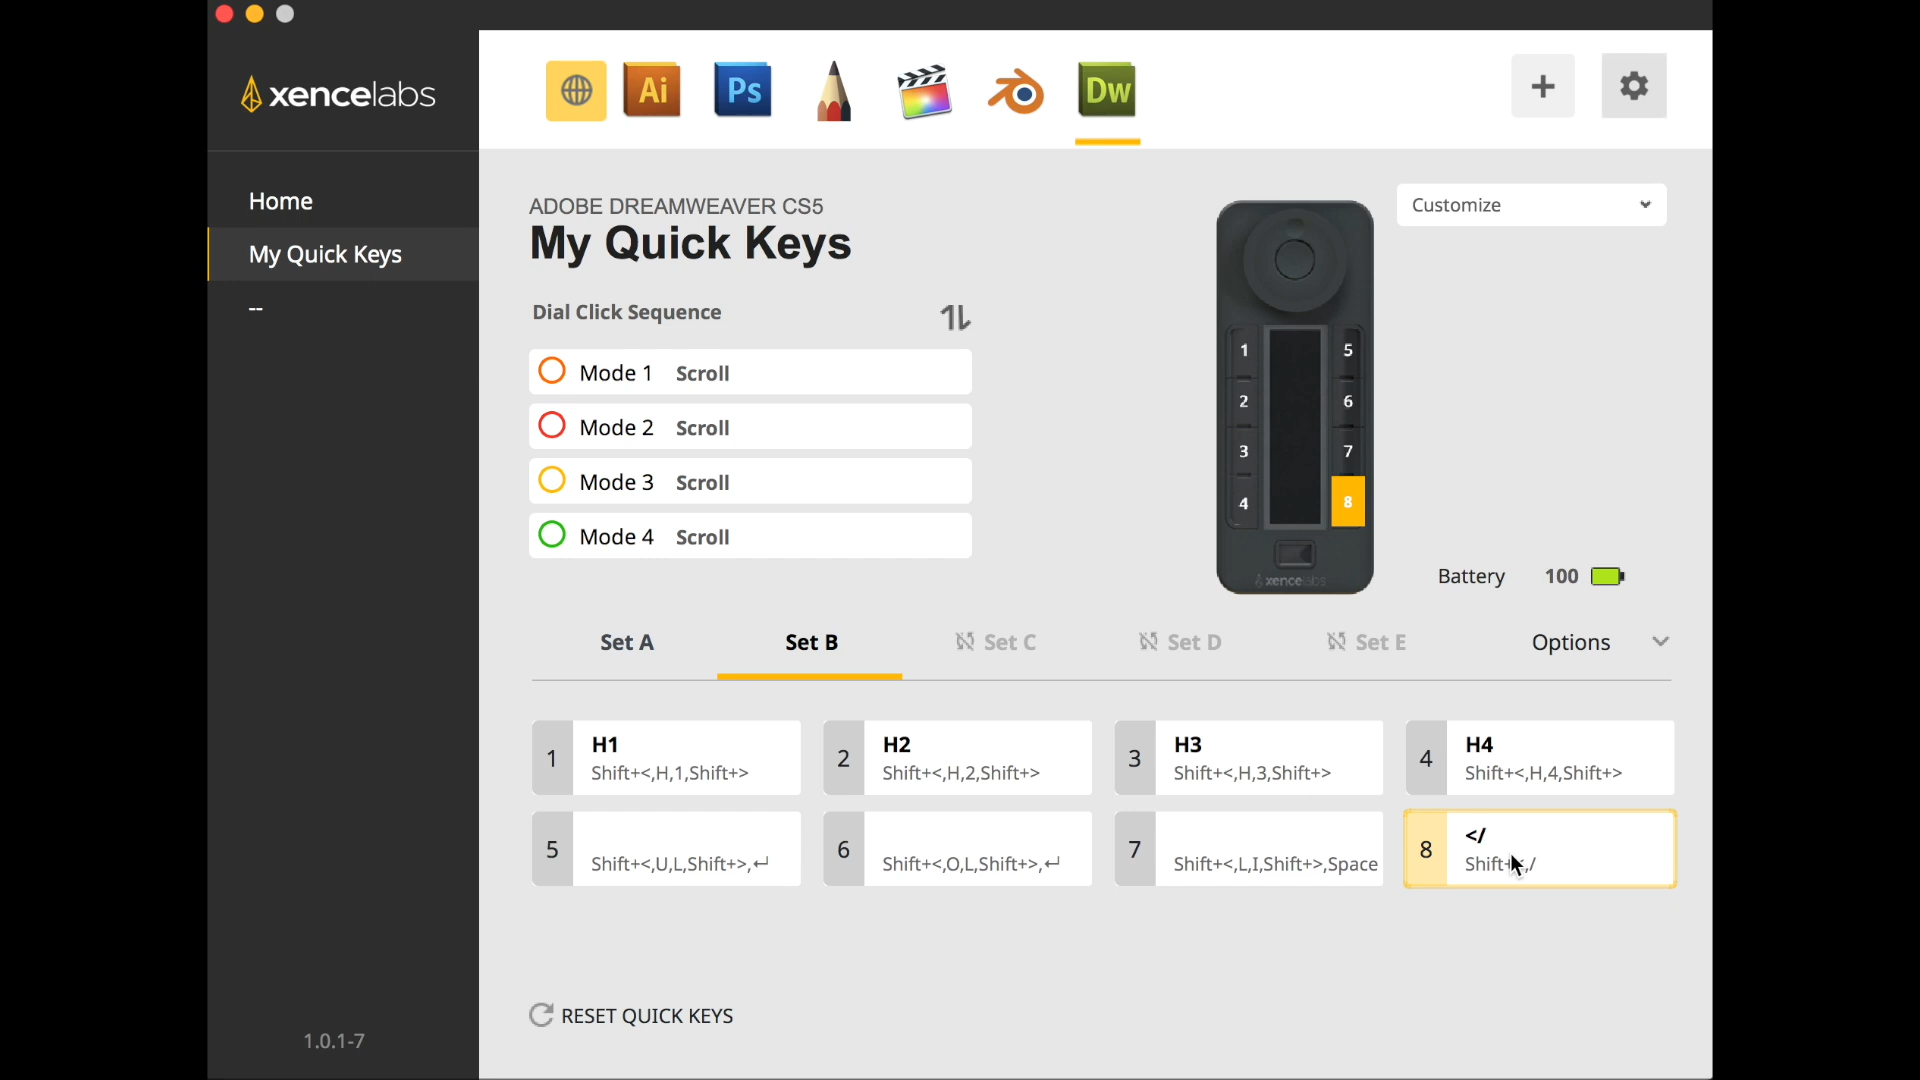 xencelabs
Ai
Ps
Dw
+
Home
My Quick Keys
--
ADOBE DREAMWEAVER CS5
My Quick Keys
Customize
Dial Click Sequence
Mode 1 Scroll
Mode 2 Scroll
Mode 3 Scroll
Mode 4 Scroll
1 5
2 6
3 7
4 8
xencelabs
Battery 100
Set A Set B Set C Set D Set E Options
1 H1
Shift+<,H,1,Shift+>
2 H2
Shift+<,H,2,Shift+>
3 H3
Shift+<,H,3,Shift+>
4 H4
Shift+<,H,4,Shift+>
5
Shift+<,U,L,Shift+>,↵
6
Shift+<,O,L,Shift+>,↵
7
Shift+<,L,I,Shift+>,Space
8 </
Shift+<,/
RESET QUICK KEYS
1.0.1-7